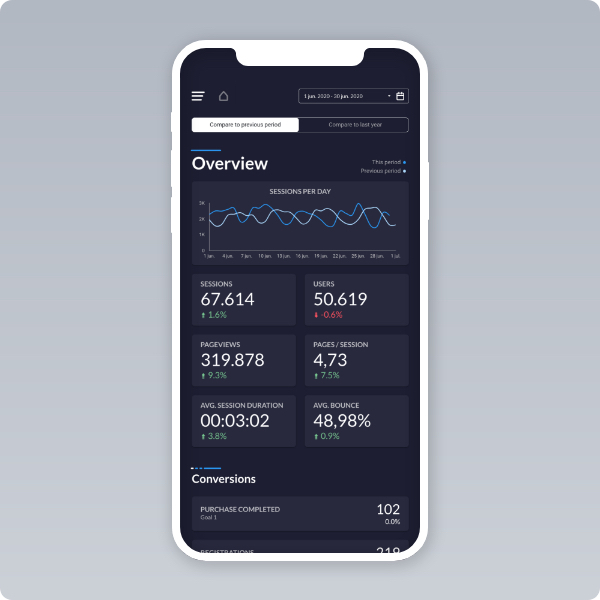 1 jun. 2020 - 30 jun. 2020
Compare to previous period
Compare to last year
Overview
This period
Previous period
SESSIONS PER DAY
3K
2K
1K
0
1 jun. 4 jun. 7 jun. 10 jun. 13 jun. 16 jun. 19 jun. 22 jun. 25 jun. 28 jun. 1 jul.
SESSIONS
67.614
1.6%
USERS
50.619
-0.6%
PAGEVIEWS
319.878
9.3%
PAGES / SESSION
4,73
7.5%
AVG. SESSION DURATION
00:03:02
3.8%
AVG. BOUNCE
48,98%
0.9%
Conversions
PURCHASE COMPLETED
Goal 1
102
0.0%
REGISTRATIONS
219